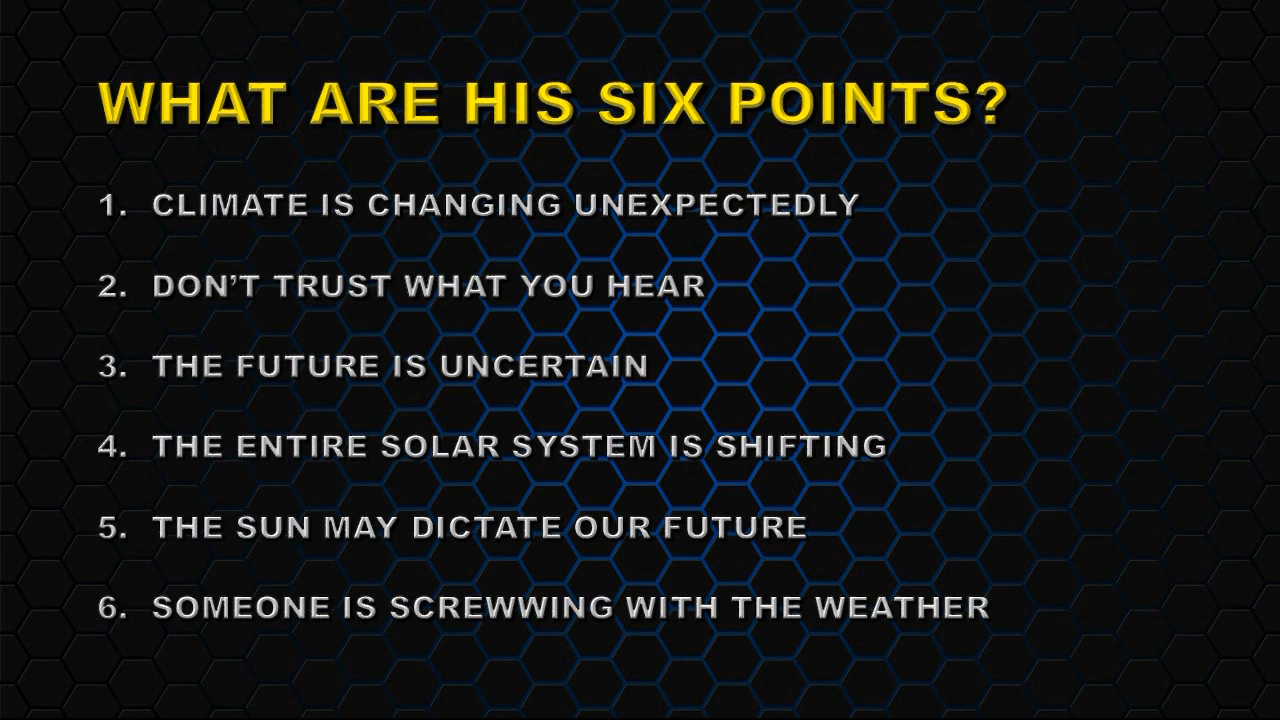 WHAT ARE HIS SIX POINTS?
1. CLIMATE IS CHANGING UNEXPECTEDLY
2. DON’T TRUST WHAT YOU HEAR
3. THE FUTURE IS UNCERTAIN
4. THE ENTIRE SOLAR SYSTEM IS SHIFTING
5. THE SUN MAY DICTATE OUR FUTURE
6. SOMEONE IS SCREWWING WITH THE WEATHER